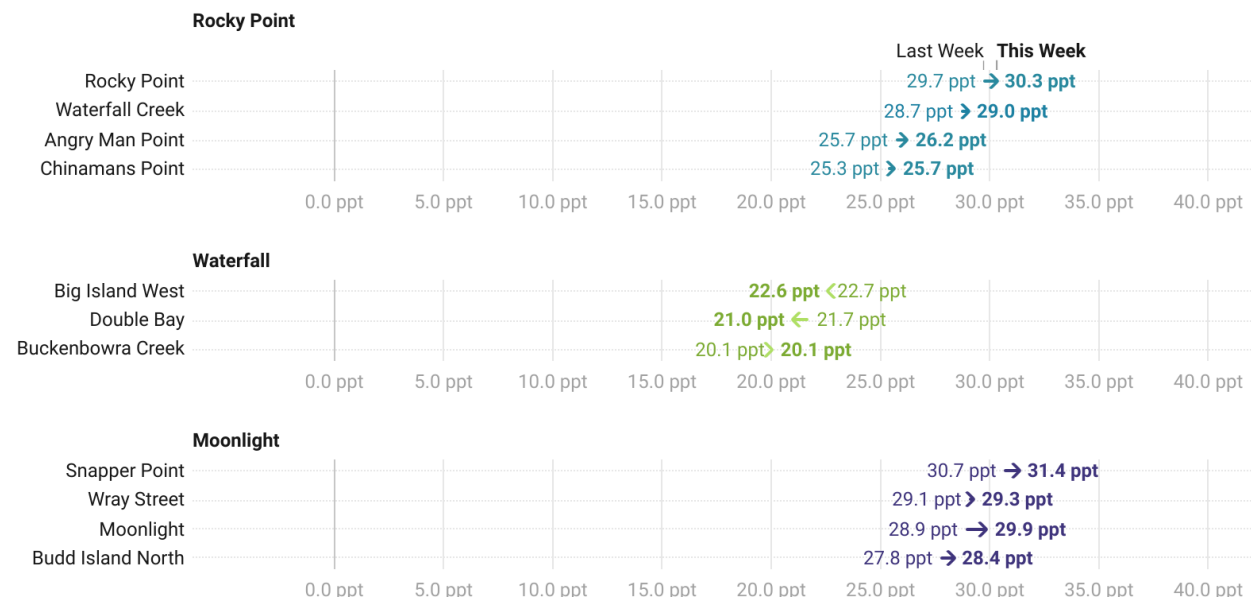 Rocky Point
Last Week This Week
Rocky Point 29.7 ppt → 30.3 ppt
Waterfall Creek 28.7 ppt → 29.0 ppt
Angry Man Point 25.7 ppt → 26.2 ppt
Chinamans Point 25.3 ppt → 25.7 ppt
0.0 ppt 5.0 ppt 10.0 ppt 15.0 ppt 20.0 ppt 25.0 ppt 30.0 ppt 35.0 ppt 40.0 ppt
Waterfall
Big Island West 22.6 ppt ← 22.7 ppt
Double Bay 21.0 ppt ← 21.7 ppt
Buckenbowra Creek 20.1 ppt → 20.1 ppt
0.0 ppt 5.0 ppt 10.0 ppt 15.0 ppt 20.0 ppt 25.0 ppt 30.0 ppt 35.0 ppt 40.0 ppt
Moonlight
Snapper Point 30.7 ppt → 31.4 ppt
Wray Street 29.1 ppt → 29.3 ppt
Moonlight 28.9 ppt → 29.9 ppt
Budd Island North 27.8 ppt → 28.4 ppt
0.0 ppt 5.0 ppt 10.0 ppt 15.0 ppt 20.0 ppt 25.0 ppt 30.0 ppt 35.0 ppt 40.0 ppt